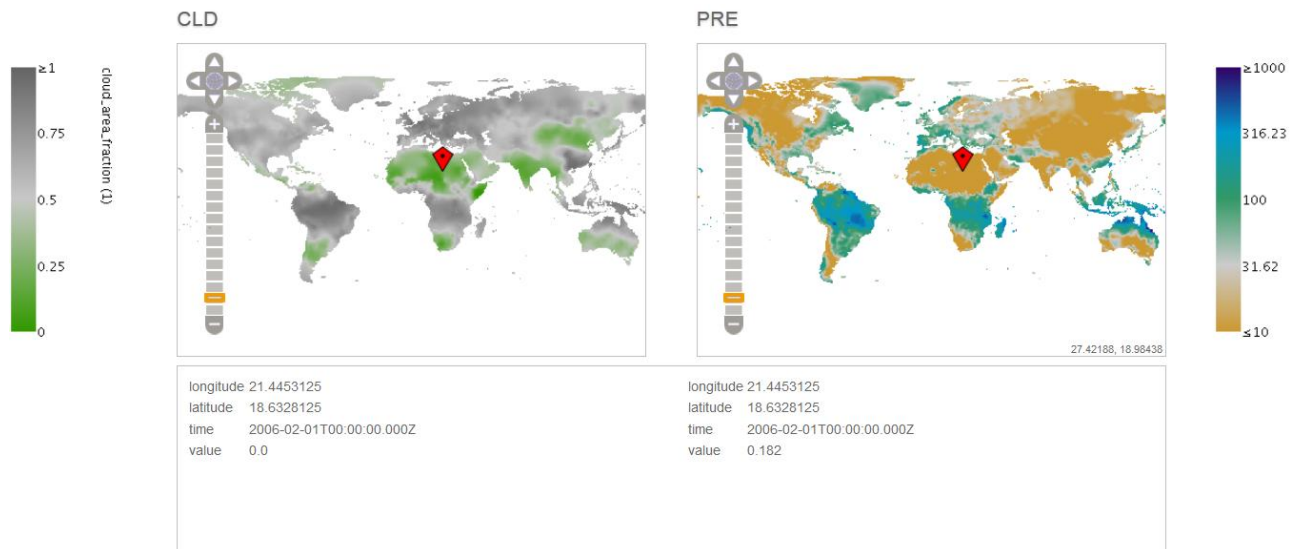 CLD
PRE
≥1
0.75
0.5
0.25
0
cloud_area_fraction (1)
≥1000
316.23
100
31.62
≤10
27.42188, 18.98438
longitude 21.4453125
latitude 18.6328125
time 2006-02-01T00:00:00.000Z
value 0.0
longitude 21.4453125
latitude 18.6328125
time 2006-02-01T00:00:00.000Z
value 0.182